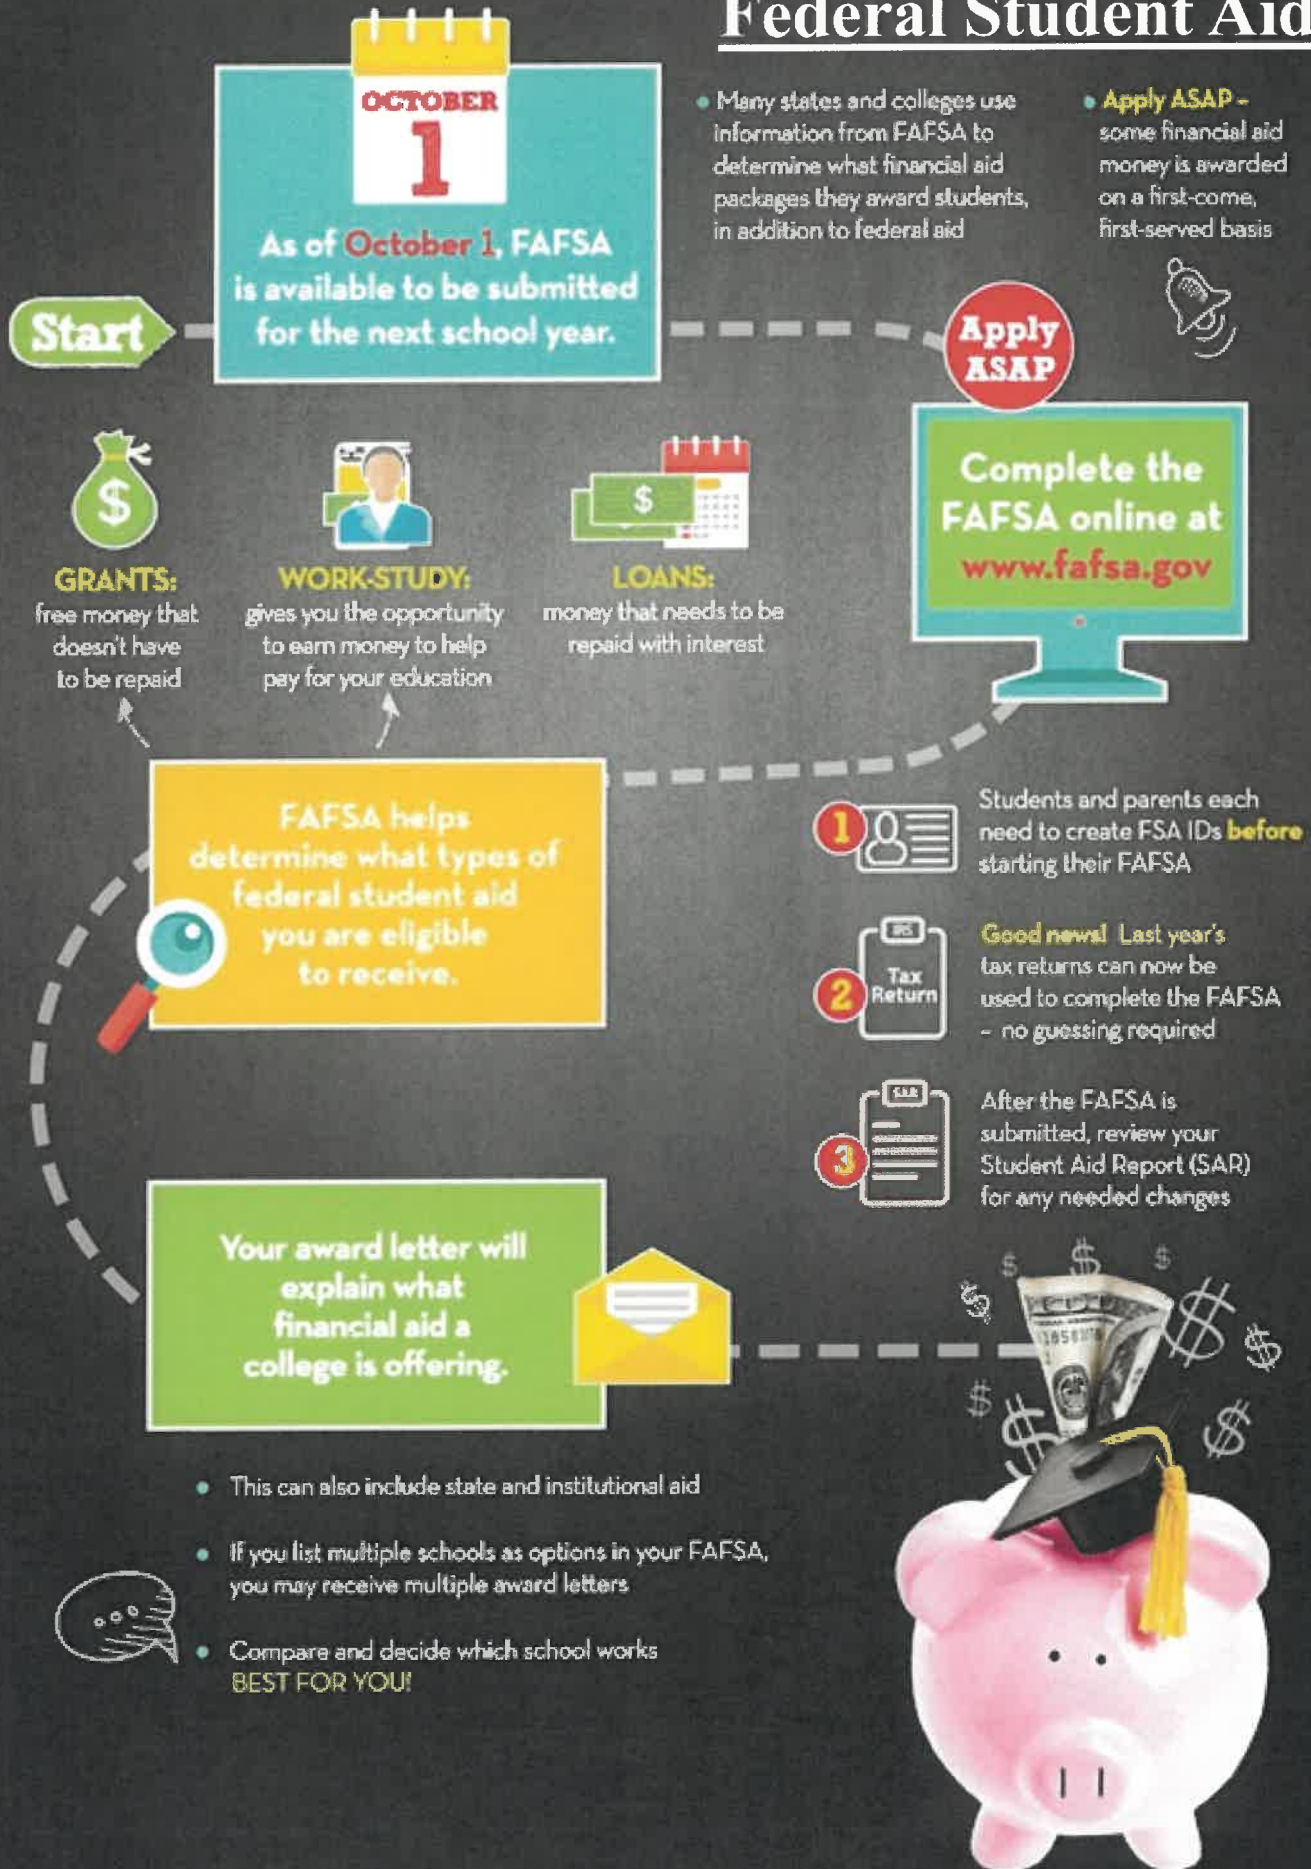 Federal Student Aid
OCTOBER
1
As of October 1, FAFSA
is available to be submitted
for the next school year.
• Many states and colleges use
information from FAFSA to
determine what financial aid
packages they award students,
in addition to federal aid
• Apply ASAP -
some financial aid
money is awarded
on a first-come,
first-served basis
Start
Apply
ASAP
Complete the
FAFSA online at
www.fafsa.gov
$
GRANTS:
free money that
doesn't have
to be repaid
WORK-STUDY:
gives you the opportunity
to earn money to help
pay for your education
$
LOANS:
money that needs to be
repaid with interest
FAFSA helps
determine what types of
federal student aid
you are eligible
to receive.
1
Students and parents each
need to create FSA IDs before
starting their FAFSA
2
IRS
Tax
Return
Good news! Last year's
tax returns can now be
used to complete the FAFSA
- no guessing required
3
SAR
After the FAFSA is
submitted, review your
Student Aid Report (SAR)
for any needed changes
Your award letter will
explain what
financial aid a
college is offering.
$ $ $
$ $ $
$ $ $
• This can also include state and institutional aid
• If you list multiple schools as options in your FAFSA,
you may receive multiple award letters
• Compare and decide which school works
BEST FOR YOU!